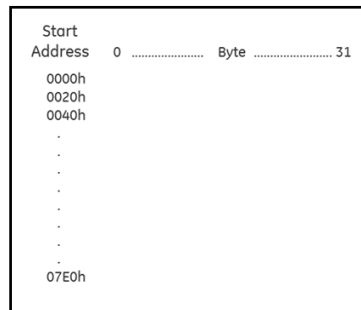 Start
Address 0 ..................... Byte ....................... 31
0000h
0020h
0040h
.
.
.
.
.
.
.
.
07E0h